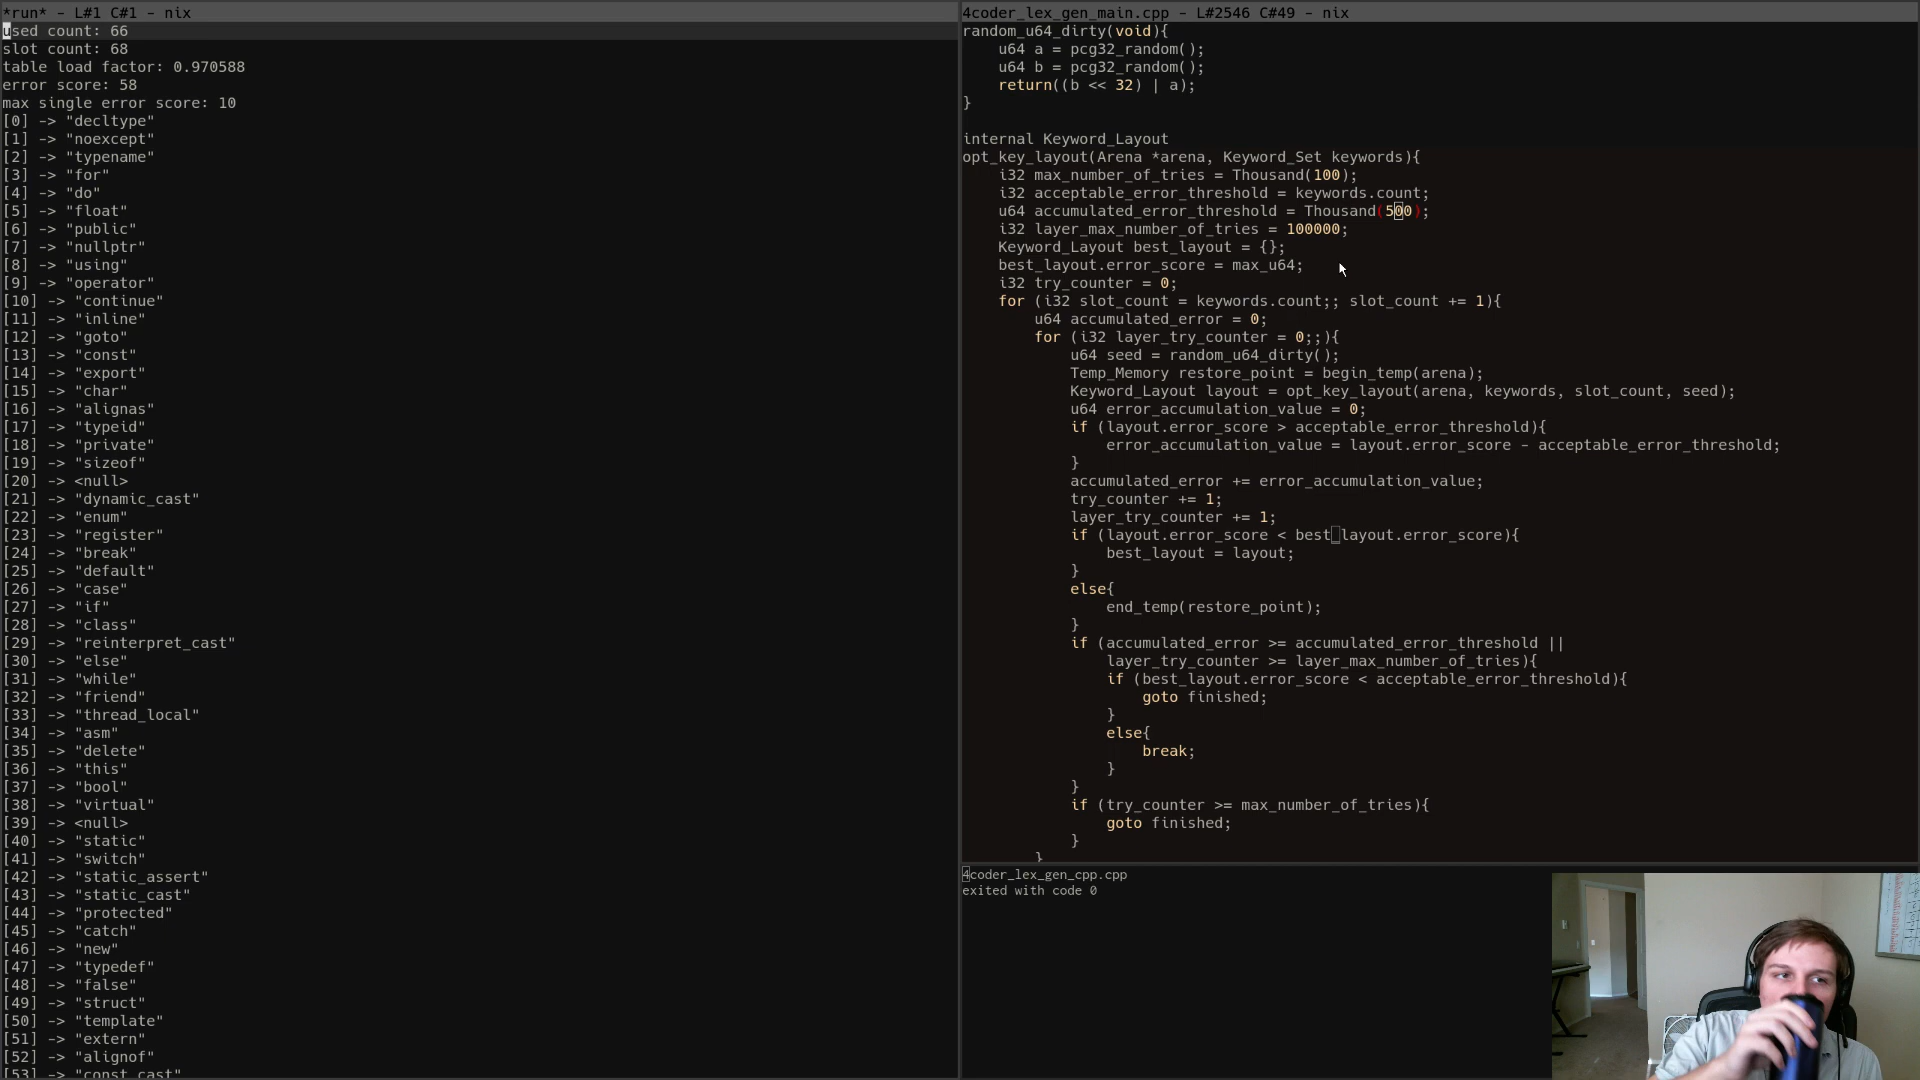 *run* - L#1 C#1 - nix
used count: 66
slot count: 68
table load factor: 0.970588
error score: 58
max single error score: 10
[0] -> "decltype"
[1] -> "noexcept"
[2] -> "typename"
[3] -> "for"
[4] -> "do"
[5] -> "float"
[6] -> "public"
[7] -> "nullptr"
[8] -> "using"
[9] -> "operator"
[10] -> "continue"
[11] -> "inline"
[12] -> "goto"
[13] -> "const"
[14] -> "export"
[15] -> "char"
[16] -> "alignas"
[17] -> "typeid"
[18] -> "private"
[19] -> "sizeof"
[20] -> <null>
[21] -> "dynamic_cast"
[22] -> "enum"
[23] -> "register"
[24] -> "break"
[25] -> "default"
[26] -> "case"
[27] -> "if"
[28] -> "class"
[29] -> "reinterpret_cast"
[30] -> "else"
[31] -> "while"
[32] -> "friend"
[33] -> "thread_local"
[34] -> "asm"
[35] -> "delete"
[36] -> "this"
[37] -> "bool"
[38] -> "virtual"
[39] -> <null>
[40] -> "static"
[41] -> "switch"
[42] -> "static_assert"
[43] -> "static_cast"
[44] -> "protected"
[45] -> "catch"
[46] -> "new"
[47] -> "typedef"
[48] -> "false"
[49] -> "struct"
[50] -> "template"
[51] -> "extern"
[52] -> "alignof"
[53] -> "const_cast"
4coder_lex_gen_main.cpp - L#2546 C#49 - nix
random_u64_dirty(void){
    u64 a = pcg32_random();
    u64 b = pcg32_random();
    return((b << 32) | a);
}
internal Keyword_Layout
opt_key_layout(Arena *arena, Keyword_Set keywords){
    i32 max_number_of_tries = Thousand(100);
    i32 acceptable_error_threshold = keywords.count;
    u64 accumulated_error_threshold = Thousand(500);
    i32 layer_max_number_of_tries = 100000;
    Keyword_Layout best_layout = {};
    best_layout.error_score = max_u64;
    i32 try_counter = 0;
    for (i32 slot_count = keywords.count;; slot_count += 1){
        u64 accumulated_error = 0;
        for (i32 layer_try_counter = 0;;){
            u64 seed = random_u64_dirty();
            Temp_Memory restore_point = begin_temp(arena);
            Keyword_Layout layout = opt_key_layout(arena, keywords, slot_count, seed);
            u64 error_accumulation_value = 0;
            if (layout.error_score > acceptable_error_threshold){
                error_accumulation_value = layout.error_score - acceptable_error_threshold;
            }
            accumulated_error += error_accumulation_value;
            try_counter += 1;
            layer_try_counter += 1;
            if (layout.error_score < best_layout.error_score){
                best_layout = layout;
            }
            else{
                end_temp(restore_point);
            }
            if (accumulated_error >= accumulated_error_threshold ||
                layer_try_counter >= layer_max_number_of_tries){
                if (best_layout.error_score < acceptable_error_threshold){
                    goto finished;
                }
                else{
                    break;
                }
            }
            if (try_counter >= max_number_of_tries){
                goto finished;
            }
        }
4coder_lex_gen_cpp.cpp
exited with code 0